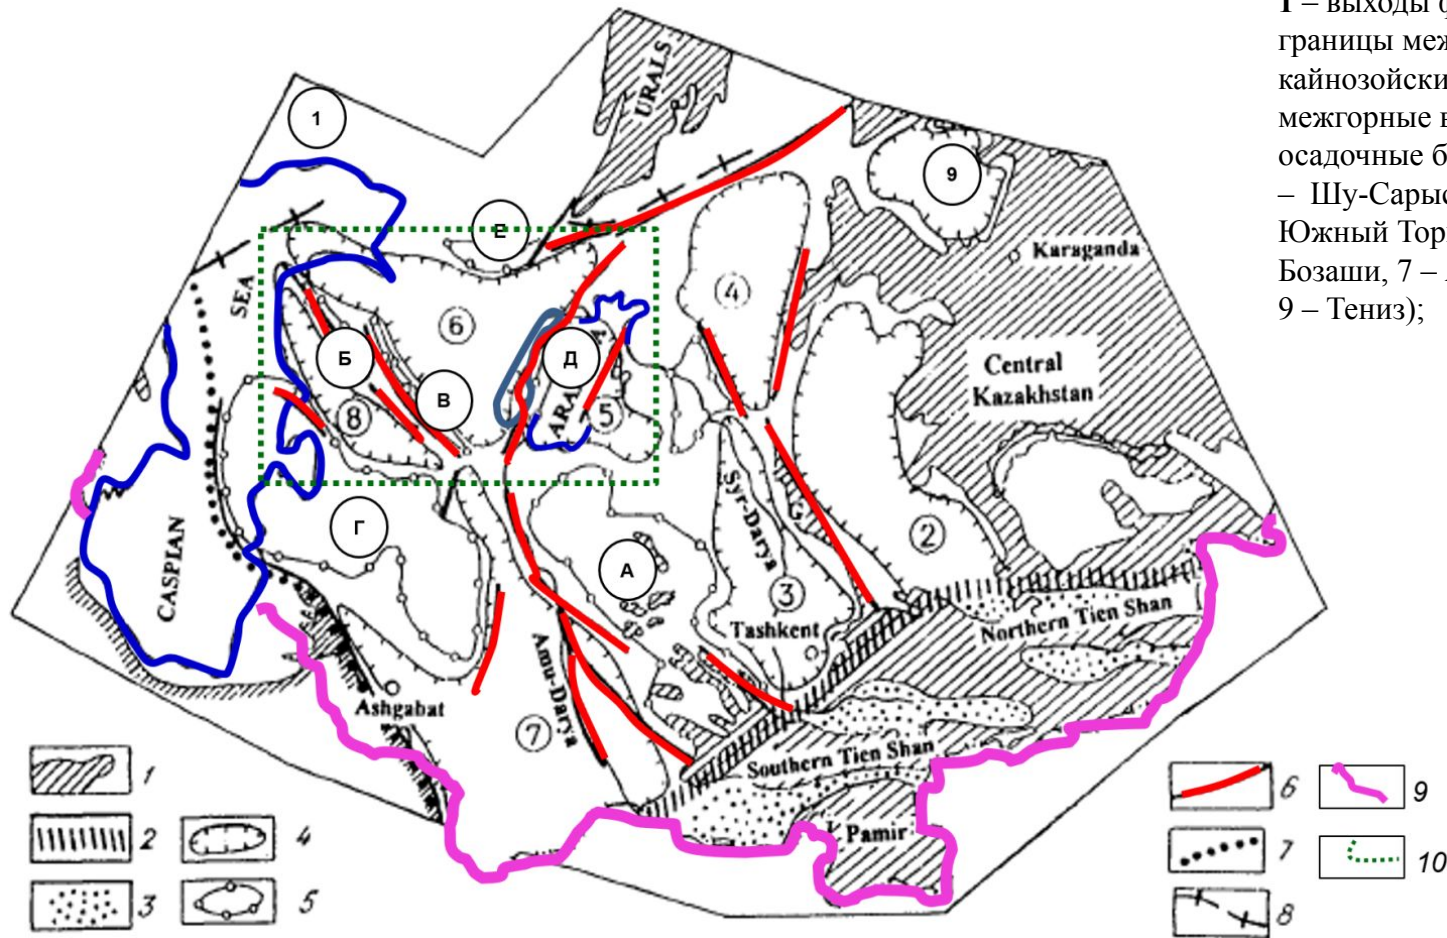 1 – выходы ф
границы меж
кайнозойски
межгорные в
осадочные б
– Шу-Сарыс
Южный Торг
Бозаши, 7 –
9 – Тениз);
URALS
1
9
Е
Karaganda
SEA
4
6
Б
Д
ARAL SEA
Central
Kazakhstan
8
В
5
CASPIAN
Г
А
Syr-Darya
2
3
Tashkent
Northern Tien Shan
Amu-Darya
Ashgabat
7
Southern Tien Shan
Pamir
1
2
3
4
5
6
7
8
9
10